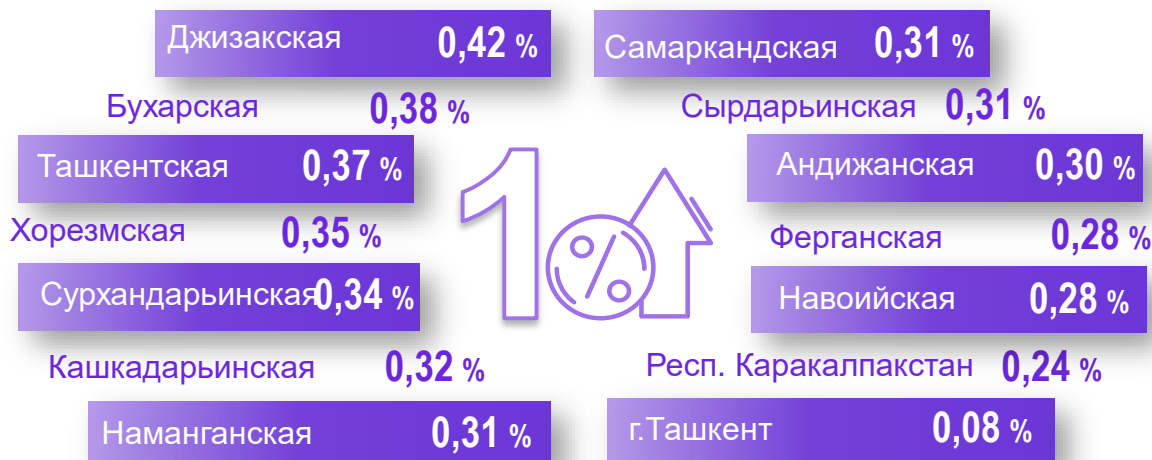 Джизакская 0,42 %
Бухарская 0,38 %
Ташкентская 0,37 %
Хорезмская 0,35 %
Сурхандарьинская 0,34 %
Кашкадарьинская 0,32 %
Наманганская 0,31 %
1 %
Самаркандская 0,31 %
Сырдарьинская 0,31 %
Андижанская 0,30 %
Ферганская 0,28 %
Навоийская 0,28 %
Респ. Каракалпакстан 0,24 %
г.Ташкент 0,08 %